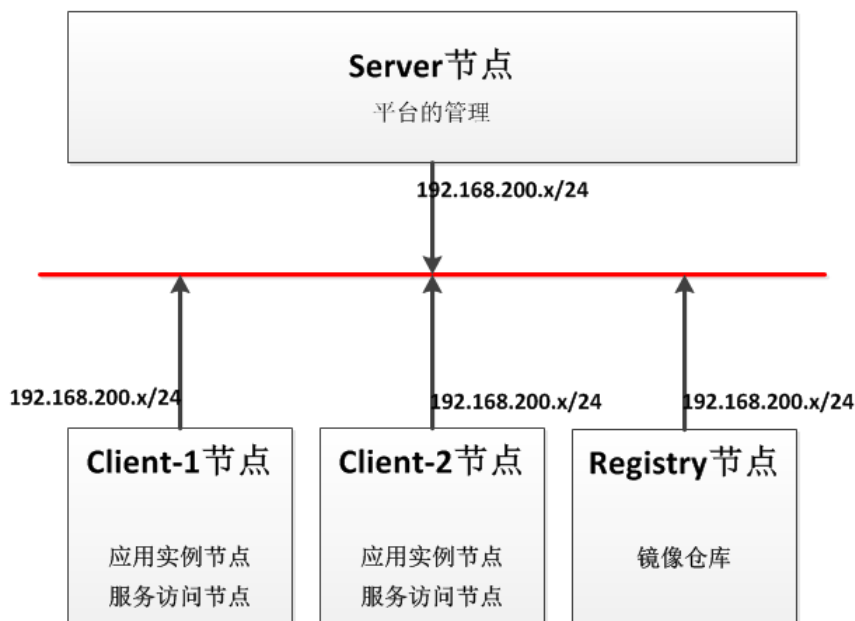 Server节点
平台的管理
192.168.200.x/24
192.168.200.x/24
192.168.200.x/24
192.168.200.x/24
Client-1节点
应用实例节点
服务访问节点
Client-2节点
应用实例节点
服务访问节点
Registry节点
镜像仓库